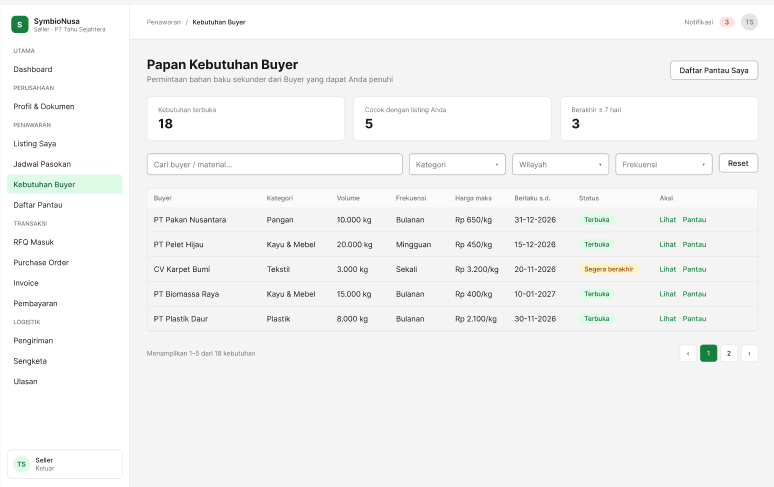 S SymbioNusa
Seller · PT Tahu Sejahtera
UTAMA
Dashboard
PERUSAHAAN
Profil & Dokumen
PENAWARAN
Listing Saya
Jadwal Pasokan
Kebutuhan Buyer
Daftar Pantau
TRANSAKSI
RFQ Masuk
Purchase Order
Invoice
Pembayaran
LOGISTIK
Pengiriman
Sengketa
Ulasan
TS Seller
Keluar
Penawaran / Kebutuhan Buyer
Notifikasi 3 TS
Papan Kebutuhan Buyer
Permintaan bahan baku sekunder dari Buyer yang dapat Anda penuhi
Daftar Pantau Saya
Kebutuhan terbuka
18
Cocok dengan listing Anda
5
Berakhir ≤ 7 hari
3
Cari buyer / material... Kategori Wilayah Frekuensi Reset
Buyer Kategori Volume Frekuensi Harga maks Berlaku s.d. Status Aksi
PT Pakan Nusantara Pangan 10.000 kg Bulanan Rp 650/kg 31-12-2026 Terbuka Lihat Pantau
PT Pelet Hijau Kayu & Mebel 20.000 kg Mingguan Rp 450/kg 15-12-2026 Terbuka Lihat Pantau
CV Karpet Bumi Tekstil 3.000 kg Sekali Rp 3.200/kg 20-11-2026 Segera berakhir Lihat Pantau
PT Biomassa Raya Kayu & Mebel 15.000 kg Bulanan Rp 400/kg 10-01-2027 Terbuka Lihat Pantau
PT Plastik Daur Plastik 8.000 kg Bulanan Rp 2.100/kg 30-11-2026 Terbuka Lihat Pantau
Menampilkan 1–5 dari 18 kebutuhan
‹ 1 2 ›